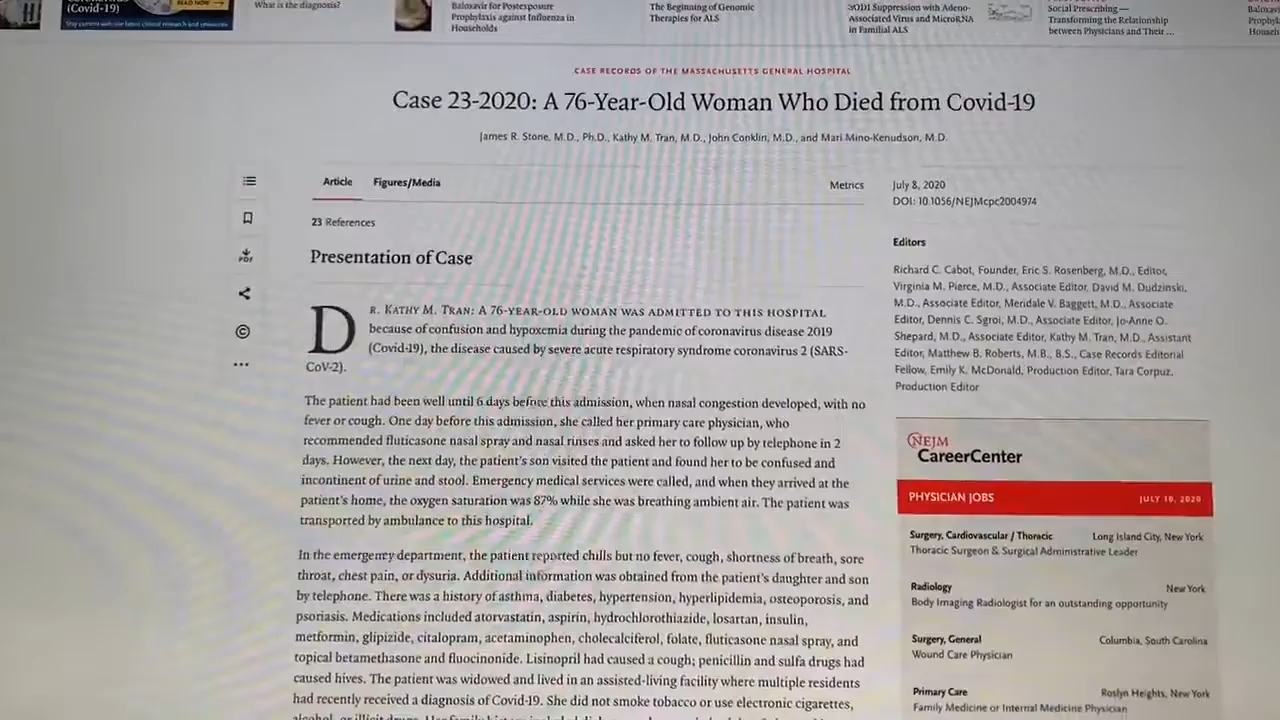 (Covid-19)
READ NOW
What is the diagnosis?
Baloxavir for Postexposure
Prophylaxis against Influenza in
Households
The Beginning of Genomic
Therapies for ALS
SOD1 Suppression with Adeno-
Associated Virus and MicroRNA
in Familial ALS
Social Prescribing —
Transforming the Relationship
between Physicians and Their ...
CASE RECORDS OF THE MASSACHUSETTS GENERAL HOSPITAL
Case 23-2020: A 76-Year-Old Woman Who Died from Covid-19
James R. Stone, M.D., Ph.D., Kathy M. Tran, M.D., John Conklin, M.D., and Mari Mino-Kenudson, M.D.
Article Figures/Media
Metrics
23 References
Presentation of Case
DR. KATHY M. TRAN: A 76-YEAR-OLD WOMAN WAS ADMITTED TO THIS HOSPITAL
because of confusion and hypoxemia during the pandemic of coronavirus disease 2019
(Covid-19), the disease caused by severe acute respiratory syndrome coronavirus 2 (SARS-
CoV-2).
The patient had been well until 6 days before this admission, when nasal congestion developed, with no
fever or cough. One day before this admission, she called her primary care physician, who
recommended fluticasone nasal spray and nasal rinses and asked her to follow up by telephone in 2
days. However, the next day, the patient's son visited the patient and found her to be confused and
incontinent of urine and stool. Emergency medical services were called, and when they arrived at the
patient's home, the oxygen saturation was 87% while she was breathing ambient air. The patient was
transported by ambulance to this hospital.
In the emergency department, the patient reported chills but no fever, cough, shortness of breath, sore
throat, chest pain, or dysuria. Additional information was obtained from the patient's daughter and son
by telephone. There was a history of asthma, diabetes, hypertension, hyperlipidemia, osteoporosis, and
psoriasis. Medications included atorvastatin, aspirin, hydrochlorothiazide, losartan, insulin,
metformin, glipizide, citalopram, acetaminophen, cholecalciferol, folate, fluticasone nasal spray, and
topical betamethasone and fluocinonide. Lisinopril had caused a cough; penicillin and sulfa drugs had
caused hives. The patient was widowed and lived in an assisted-living facility where multiple residents
had recently received a diagnosis of Covid-19. She did not smoke tobacco or use electronic cigarettes,
PDF
July 8, 2020
DOI: 10.1056/NEJMcpc2004974
Editors
Richard C. Cabot, Founder, Eric S. Rosenberg, M.D., Editor,
Virginia M. Pierce, M.D., Associate Editor, David M. Dudzinski,
M.D., Associate Editor, Meridale V. Baggett, M.D., Associate
Editor, Dennis C. Sgroi, M.D., Associate Editor, Jo-Anne O.
Shepard, M.D., Associate Editor, Kathy M. Tran, M.D., Assistant
Editor, Matthew B. Roberts, M.B., B.S., Case Records Editorial
Fellow, Emily K. McDonald, Production Editor, Tara Corpuz,
Production Editor
NEJM
CareerCenter
PHYSICIAN JOBS JULY 10, 2020
Surgery, Cardiovascular / Thoracic Long Island City, New York
Thoracic Surgeon & Surgical Administrative Leader
Radiology New York
Body Imaging Radiologist for an outstanding opportunity
Surgery, General Columbia, South Carolina
Wound Care Physician
Primary Care Roslyn Heights, New York
Family Medicine or Internal Medicine Physician